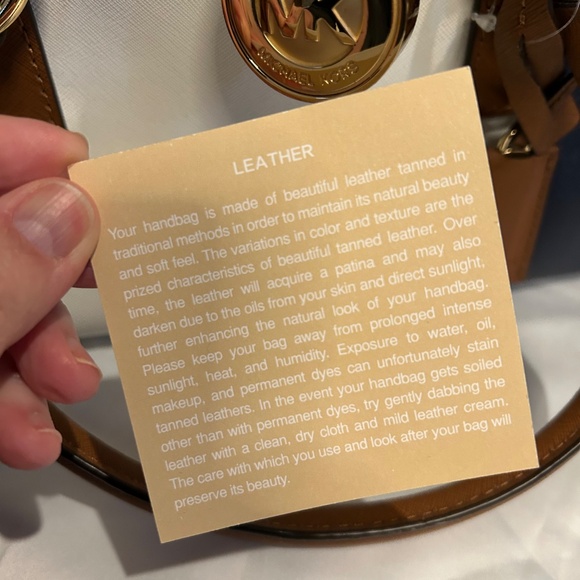 MK
MICHAEL KORS
LEATHER
Your handbag is made of beautiful leather tanned in
traditional methods in order to maintain its natural beauty
and soft feel. The variations in color and texture are the
prized characteristics of beautiful tanned leather. Over
time, the leather will acquire a patina and may also
darken due to the oils from your skin and direct sunlight,
further enhancing the natural look of your handbag.
Please keep your bag away from prolonged intense
sunlight, heat, and humidity. Exposure to water, oil,
makeup, and permanent dyes can unfortunately stain
tanned leathers. In the event your handbag gets soiled
other than with permanent dyes, try gently dabbing the
leather with a clean, dry cloth and mild leather cream.
The care with which you use and look after your bag will
preserve its beauty.